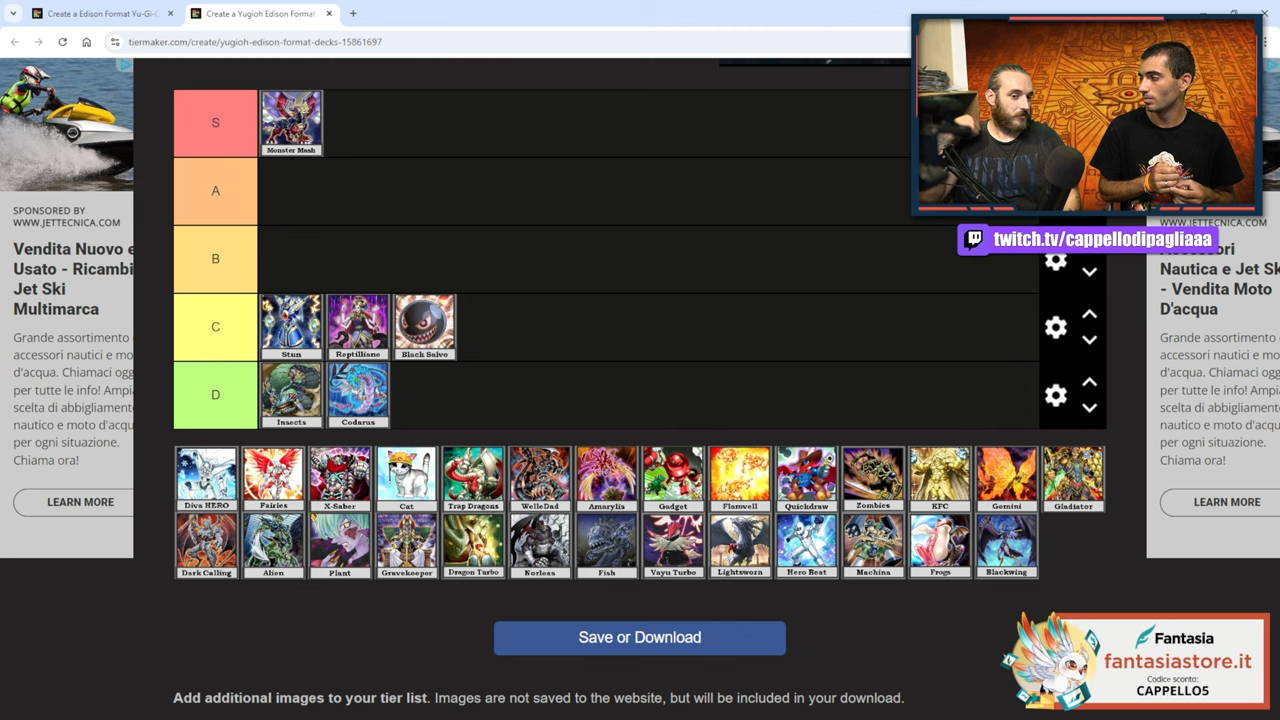 Create a Edison Format Yu-Gi-O
Create a Yugioh Edison Format
tiermaker.com/create/yugioh-edison-format-decks-15861697
SPONSORED BY
WWW.JETTECNICA.COM
Vendita Nuovo e
Usato - Ricambi
Jet Ski
Multimarca
Grande assortimento
accessori nautici e mo
d'acqua. Chiamaci ogg
per tutte le info! Ampi
scelta di abbigliament
nautico e moto d'acqu
per ogni situazione.
Chiama ora!
LEARN MORE
S
Monster Mash
A
B
C
Stun
Reptilliane
Black Salvo
D
Insects
Codarus
Diva HERO
Fairies
X-Saber
Cat
Trap Dragons
WelleDad
Amarylis
Gadget
Flamvell
Quickdraw
Zombies
KFC
Gemini
Gladiator
Dark Calling
Alien
Plant
Gravekeeper
Dragon Turbo
Norless
Fish
Vayu Turbo
Lightsworn
Hero Beat
Machina
Frogs
Blackwing
Save or Download
Add additional images to your tier list. Images are not saved to the website, but will be included in your download.
MERCY
twitch.tv/cappellodipagliaaa
WWW.JETTECNICA.COM
Nautica e Jet Sk
- Vendita Moto
D'acqua
Grande assortimento
accessori nautici e mo
d'acqua. Chiamaci ogg
per tutte le info! Ampi
scelta di abbigliament
nautico e moto d'acqu
per ogni situazione.
Chiama ora!
LEARN MORE
Fantasia
fantasiastore.it
Codice sconto:
CAPPELLO5